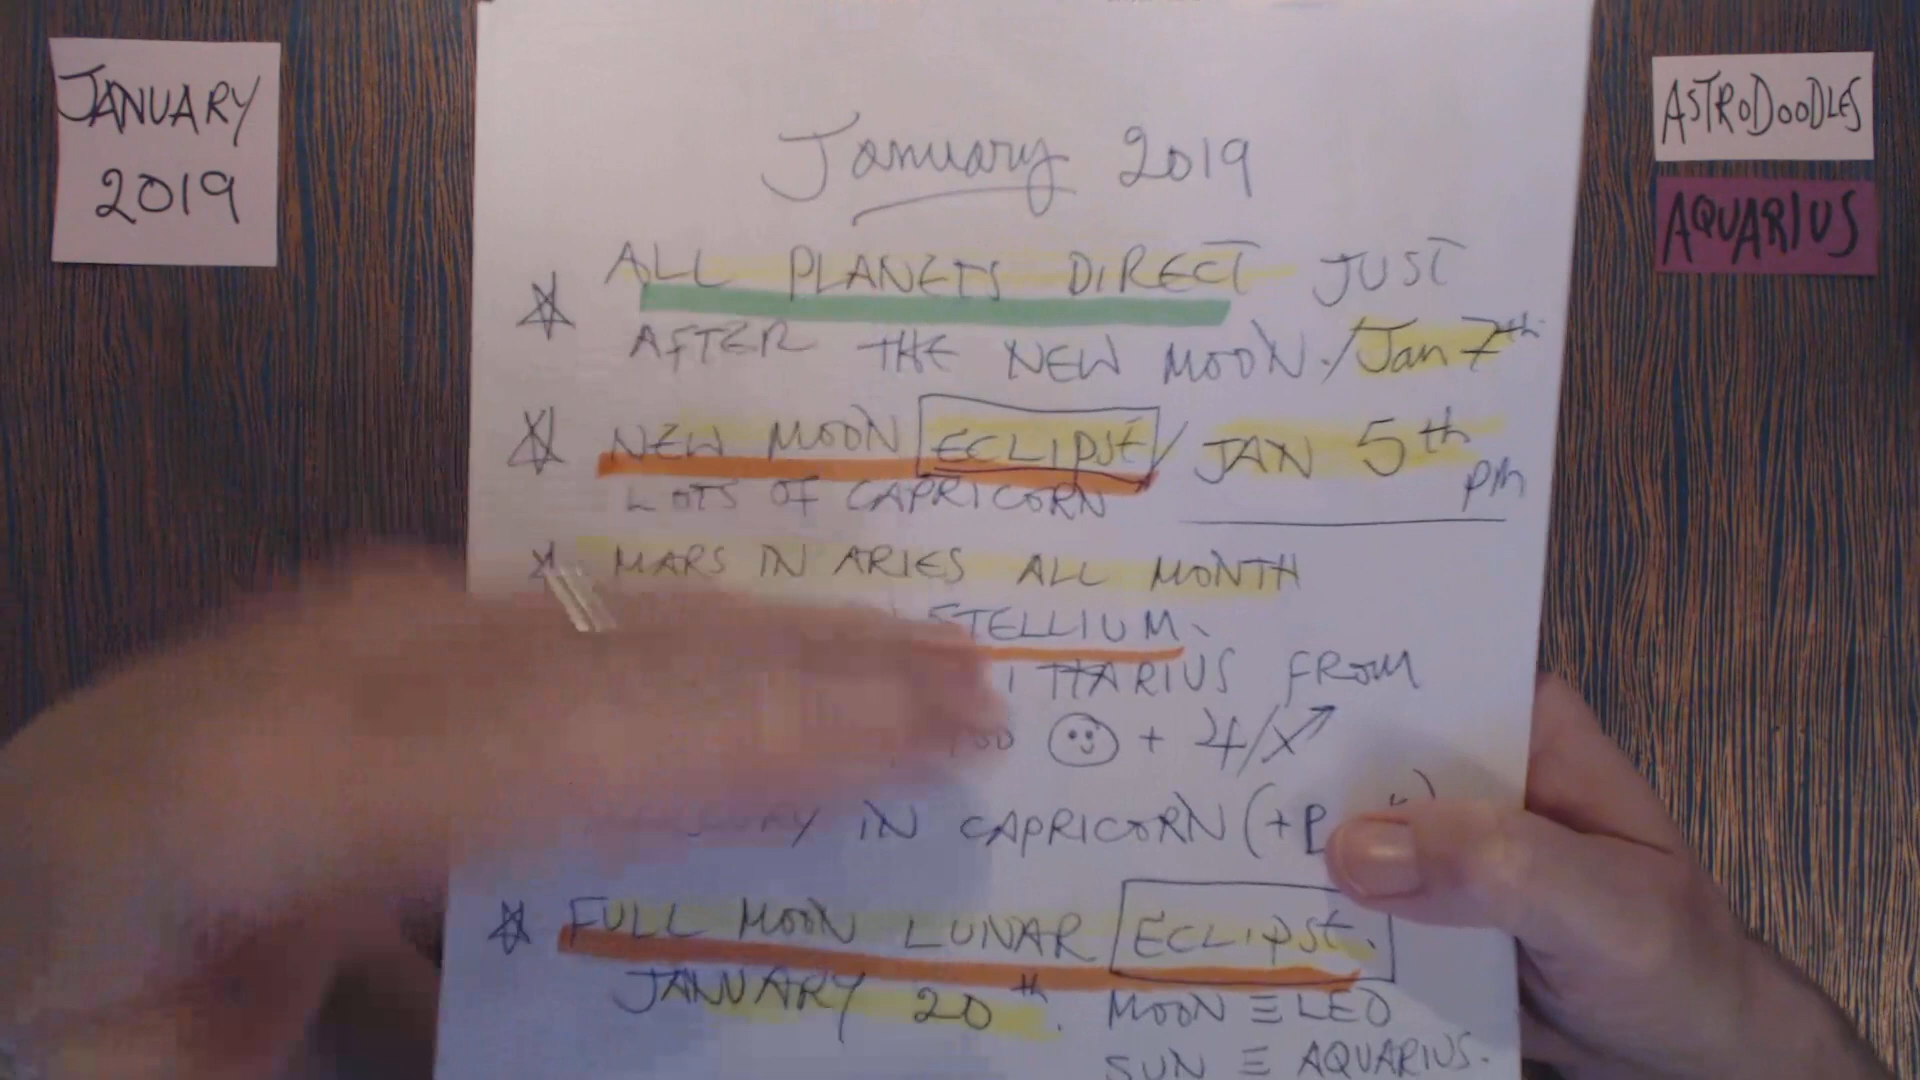 JANUARY
2019
ASTRODOODLES
AQUARIUS
January 2019
ALL PLANETS DIRECT JUST
AFTER THE NEW MOON. / Jan 7th
NEW MOON ECLIPSE / JAN 5th
pm
LOTS OF CAPRICORN
MARS IN ARIES ALL MONTH
STELLIUM
FROM
+ ♃/♐
IN CAPRICORN (+
FULL MOON LUNAR ECLIPSE.
JANUARY 20th. MOON ≡ LEO
SUN ≡ AQUARIUS.